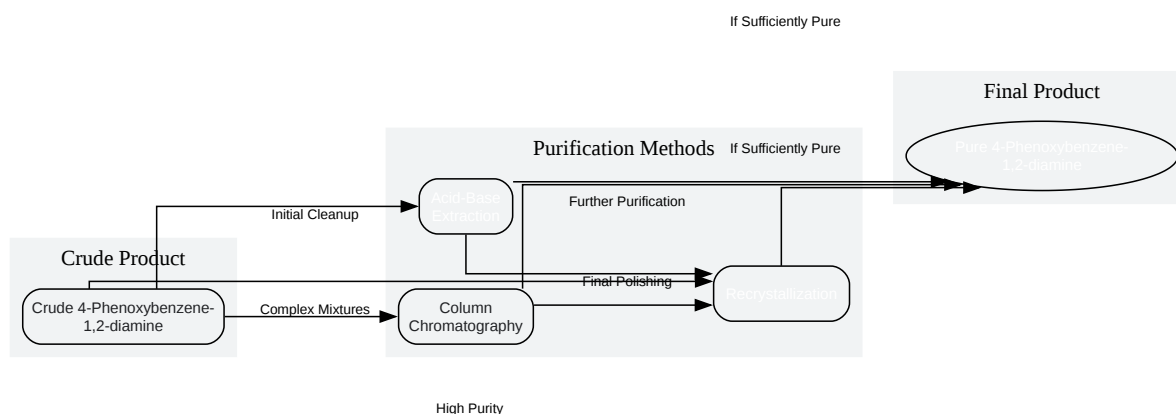 If Sufficiently Pure
Final Product
Pure 4-Phenoxybenzene-
1,2-diamine
Purification Methods
If Sufficiently Pure
Acid-Base
Extraction
Further Purification
Initial Cleanup
Crude Product
Final Polishing
Recrystallization
Crude 4-Phenoxybenzene-
1,2-diamine
Complex Mixtures
Column
Chromatography
High Purity